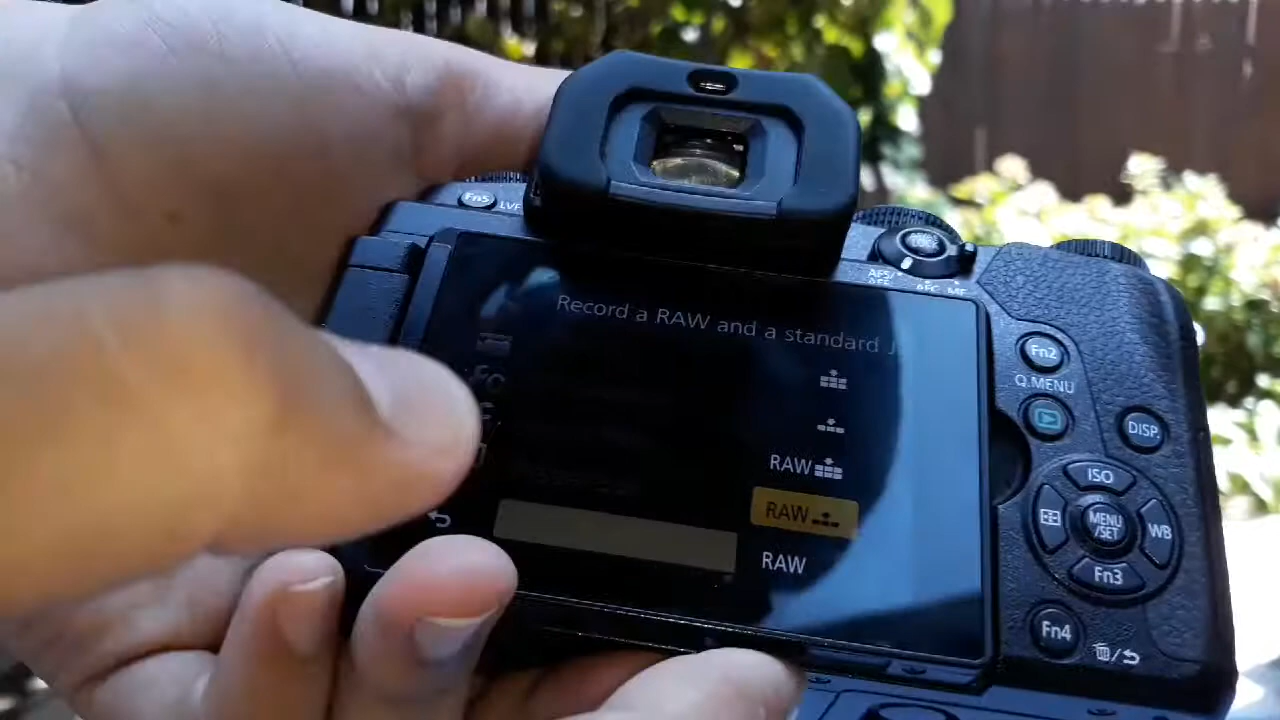 Fn5 LVF
AFS/
AFF AFC MF
Record a RAW and a standard
Fn2
Q.MENU
DISP.
RAW
ISO
RAW
MENU
/SET
WB
RAW
Fn3
Fn4